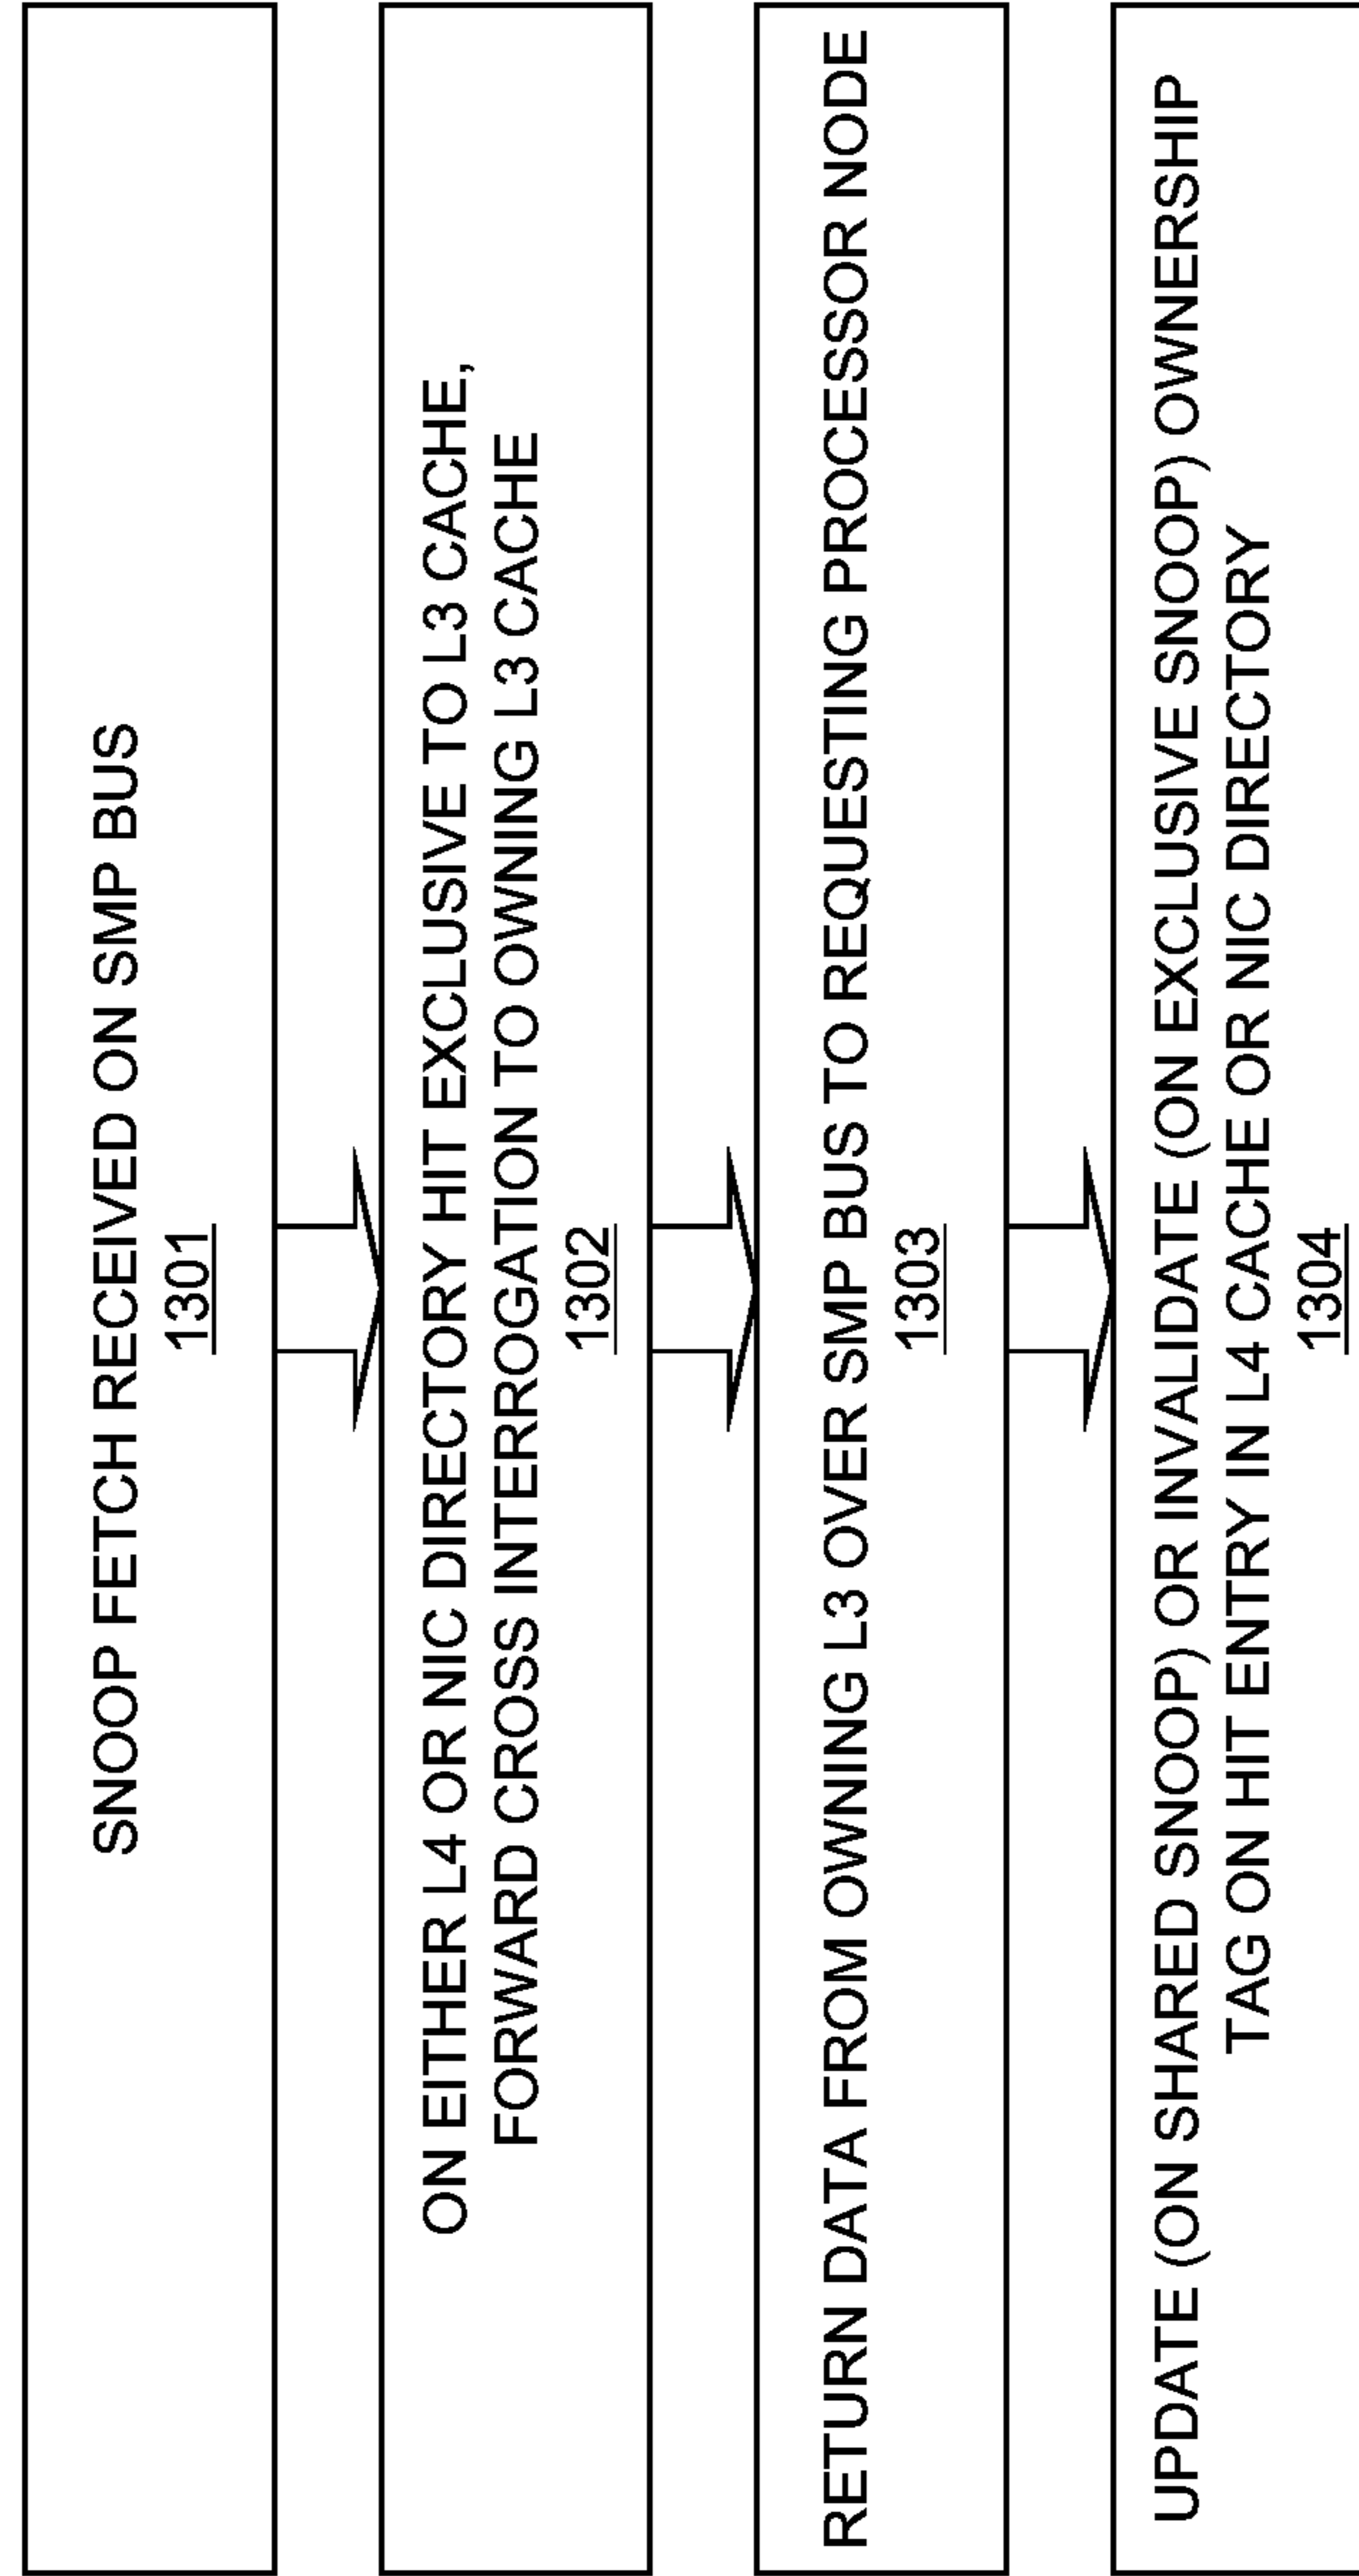 SNOOP FETCH RECEIVED ON SMP BUS
1301
ON EITHER L4 OR NIC DIRECTORY HIT EXCLUSIVE TO L3 CACHE,
FORWARD CROSS INTERROGATION TO OWNING L3 CACHE
1302
RETURN DATA FROM OWNING L3 OVER SMP BUS TO REQUESTING PROCESSOR NODE
1303
UPDATE (ON SHARED SNOOP) OR INVALIDATE (ON EXCLUSIVE SNOOP) OWNERSHIP
TAG ON HIT ENTRY IN L4 CACHE OR NIC DIRECTORY
1304